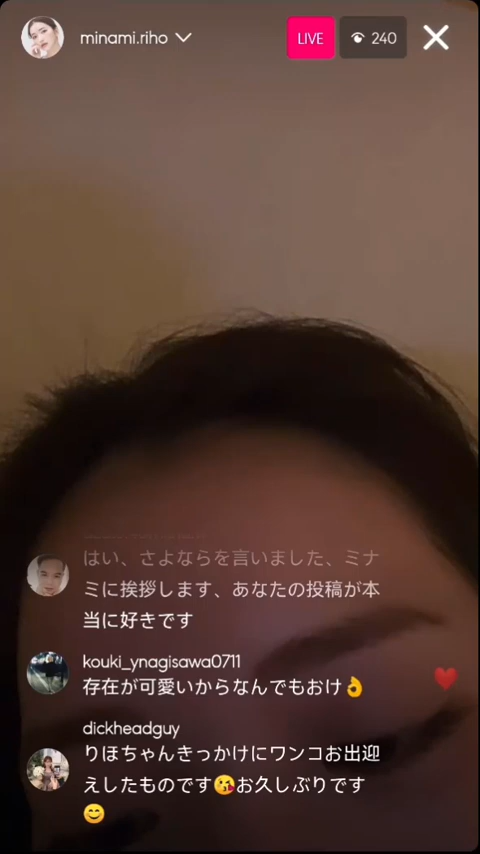 minami.riho
LIVE
240
はい、さよならを言いました、ミナ
ミに挨拶します、あなたの投稿が本
当に好きです
kouki_ynagisawa0711
存在が可愛いからなんでもおけ👌
dickheadguy
りほちゃんきっかけにワンコお出迎
えしたものです😘お久しぶりです
😊